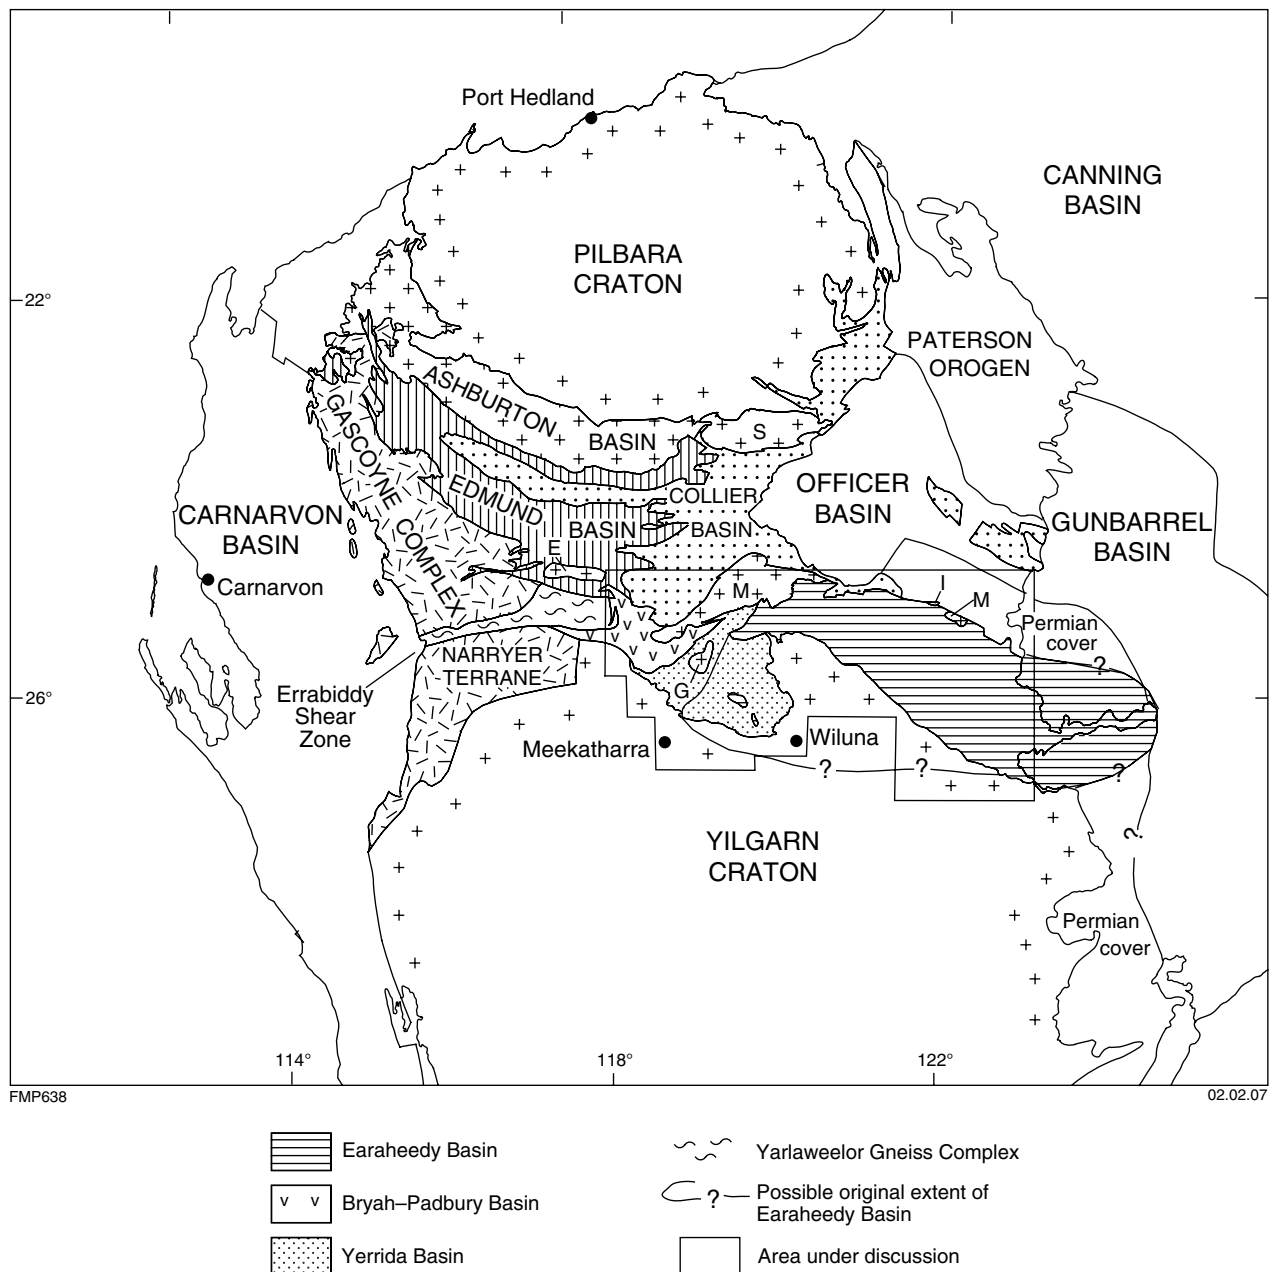 Port Hedland
CANNING
BASIN
PILBARA
CRATON
22°
PATERSON
OROGEN
ASHBURTON
BASIN
S
GASCOYNE
COMPLEX
EDMUND
BASIN
COLLIER
BASIN
OFFICER
BASIN
GUNBARREL
BASIN
CARNARVON
BASIN
E
Carnarvon
M
I
M
Permian
cover
?
V V V V V V V V V
NARRYER
TERRANE
Errabiddy
Shear
Zone
26°
G
Meekatharra
Wiluna
?
?
?
?
YILGARN
CRATON
Permian
cover
114°
118°
122°
FMP638
02.02.07
Earaheedy Basin
V V
Bryah–Padbury Basin
Yerrida Basin
Yarlaweelor Gneiss Complex
?
Possible original extent of
Earaheedy Basin
Area under discussion